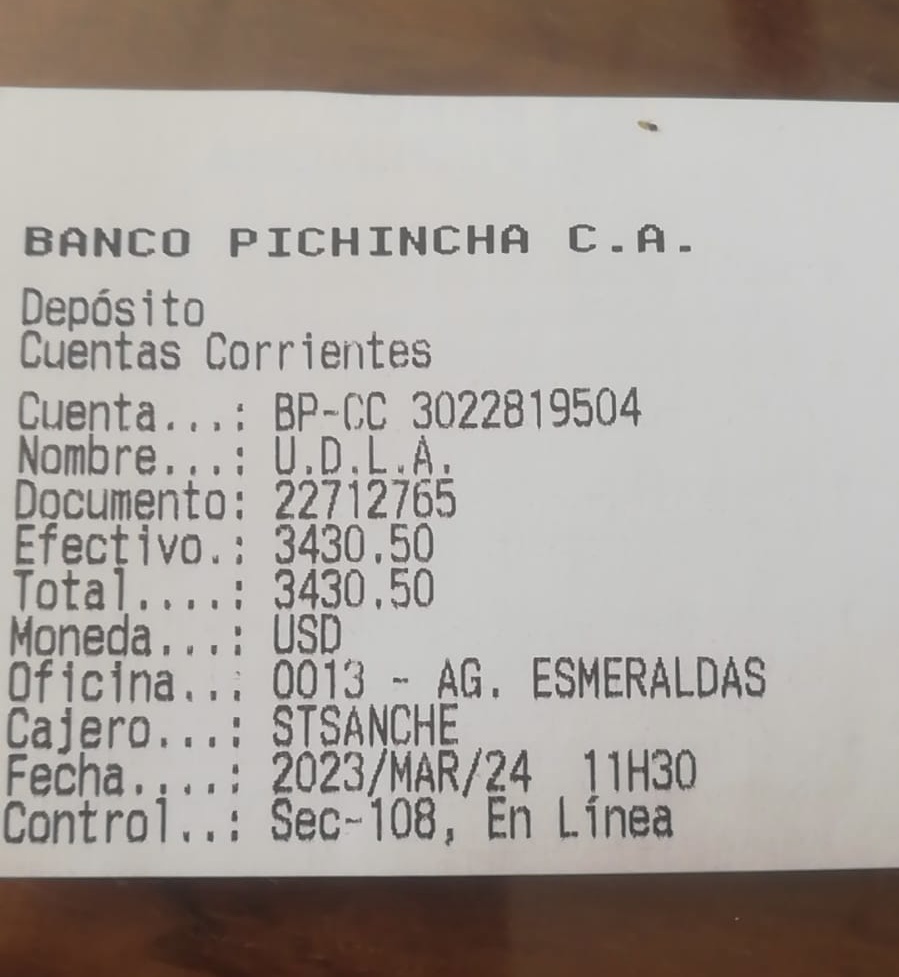 BANCO PICHINCHA C.A.
Depósito
Cuentas Corrientes
Cuenta...: BP-CC 3022819504
Nombre...: U.D.L.A.
Documento: 22712765
Efectivo.: 3430.50
Total....: 3430.50
Moneda...: USD
Oficina..: 0013 - AG. ESMERALDAS
Cajero...: STSANCHE
Fecha....: 2023/MAR/24  11H30
Control..: Sec-108, En Línea